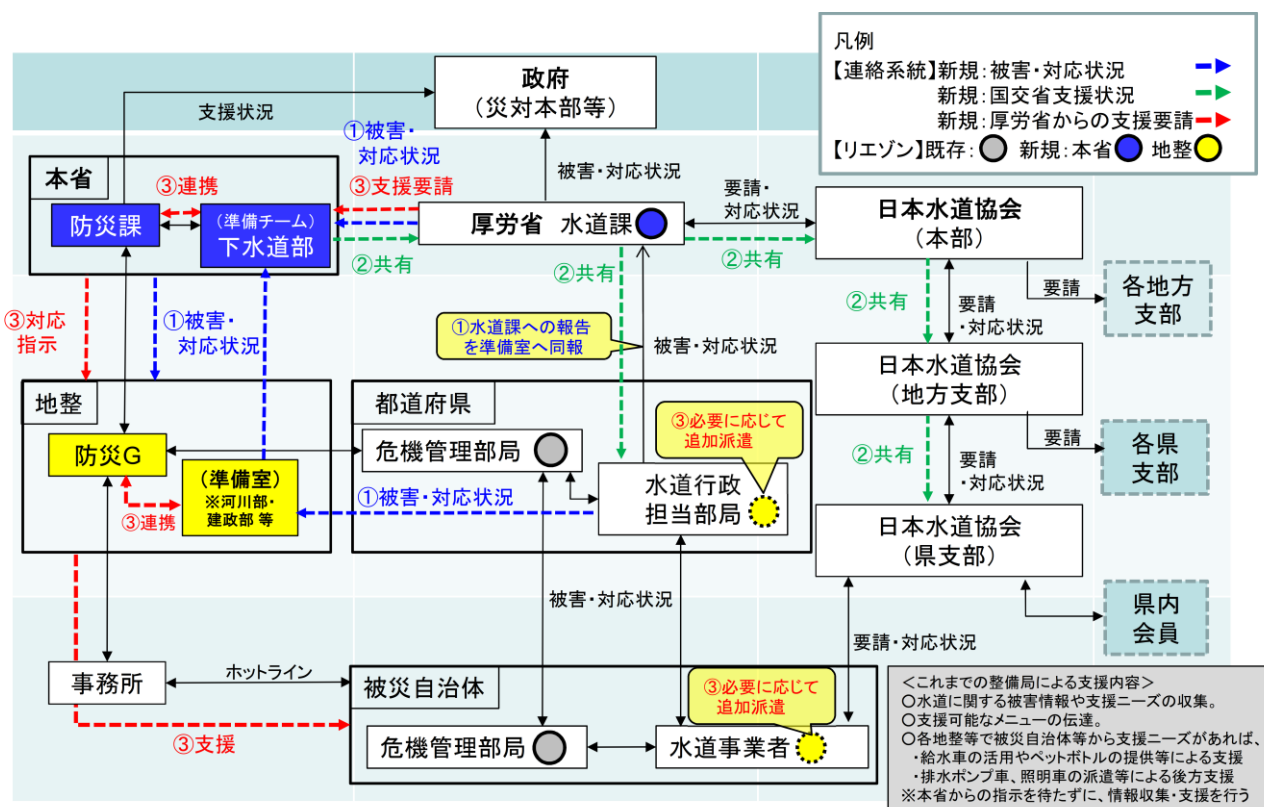 凡例
【連絡系統】新規：被害・対応状況
新規：国交省支援状況
新規：厚労省からの支援要請
【リエゾン】既存： 新規：本省 地整
政府
（災対本部等）
支援状況
①被害・
対応状況
被害・対応状況
本省
③連携
③支援要請
防災課
（準備チーム）
下水道部
厚労省 水道課
要請・
対応状況
日本水道協会
（本部）
②共有
②共有
②共有
②共有
③対応
指示
①被害・
対応状況
①水道課への報告
を準備室へ同報
被害・対応状況
要請
・対応状況
要請
各地方
支部
日本水道協会
（地方支部）
地整
都道府県
防災G
危機管理部局
③必要に応じて
追加派遣
（準備室）
※河川部・
建政部 等
③連携
①被害・対応状況
水道行政
担当部局
②共有
要請
・対応状況
要請
各県
支部
日本水道協会
（県支部）
被害・対応状況
要請・対応状況
県内
会員
事務所
ホットライン
被災自治体
③支援
③必要に応じて
追加派遣
危機管理部局
水道事業者
＜これまでの整備局による支援内容＞
○水道に関する被害情報や支援ニーズの収集。
○支援可能なメニューの伝達。
○各地整等で被災自治体等から支援ニーズがあれば、
・給水車の活用やペットボトルの提供等による支援
・排水ポンプ車、照明車の派遣等による後方支援
※本省からの指示を待たずに、情報収集・支援を行う